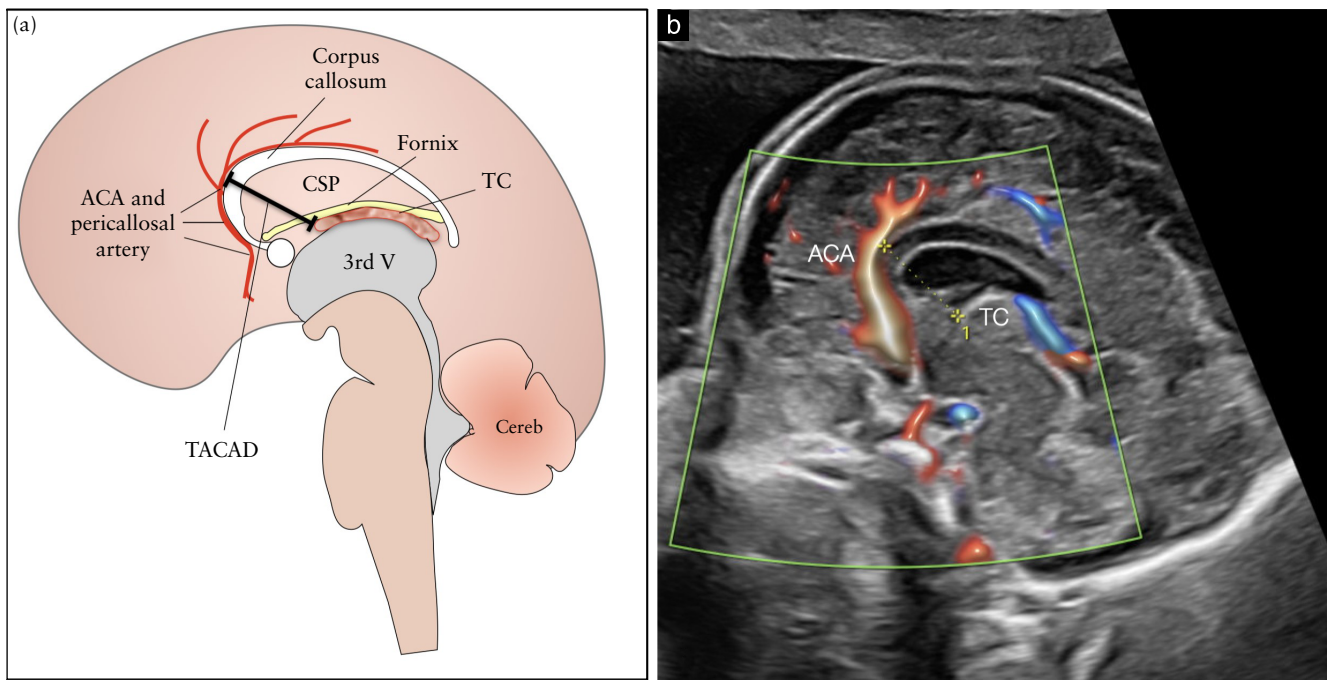 (a)
Corpus
callosum
Fornix
CSP
TC
ACA and
pericallosal
artery
3rd V
Cereb
TACAD
b
ACA
TC
1